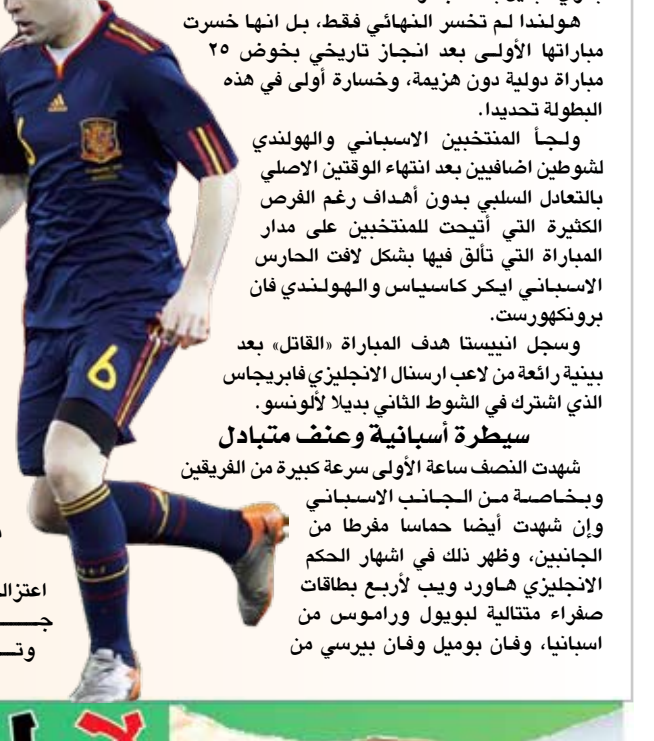 هولندا لم تخسر النهائي فقط، بل انها خسرت
مباراتها الأولى بعد انجاز تاريخي بخوض ٢٥
مباراة دولية دون هزيمة، وخسارة أولى في هذه
البطولة تحديدا.
ولجأ المنتخبين الاسباني والهولندي
لشوطين اضافيين بعد انتهاء الوقتين الاصلي
بالتعادل السلبي بدون أهداف رغم الفرص
الكثيرة التي أتيحت للمنتخبين على مدار
المباراة التي تألق فيها بشكل لافت الحارس
الاسباني ايكر كاسياس والهولندي فان
برونكهورست.
وسجل انييستا هدف المباراة «القاتل» بعد
بينية رائعة من لاعب ارسنال الانجليزي فابريجاس
الذي اشترك في الشوط الثاني بديلا لألونسو.
سيطرة أسبانية وعنف متبادل
شهدت النصف ساعة الأولى سرعة كبيرة من الفريقين
وبخاصة من الجانب الاسباني
وإن شهدت أيضا حماسا مفرطا من
الجانبين، وظهر ذلك في اشهار الحكم
الانجليزي هاورد ويب لأربع بطاقات
صفراء متتالية لبويول وراموس من
اسبانيا، وفان بوميل وفان بيرسي من
اعتزال
وت
adidas
6
6